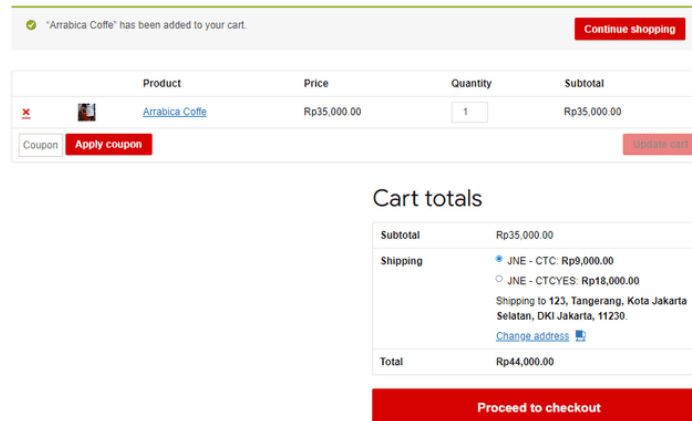 “Arrabica Coffe” has been added to your cart.
Continue shopping
Product Price Quantity Subtotal
× Arrabica Coffe Rp35,000.00 1 Rp35,000.00
Coupon Apply coupon Update cart
Cart totals
Subtotal Rp35,000.00
Shipping JNE - CTC: Rp9,000.00
JNE - CTCYES: Rp18,000.00
Shipping to 123, Tangerang, Kota Jakarta
Selatan, DKI Jakarta, 11230.
Change address
Total Rp44,000.00
Proceed to checkout